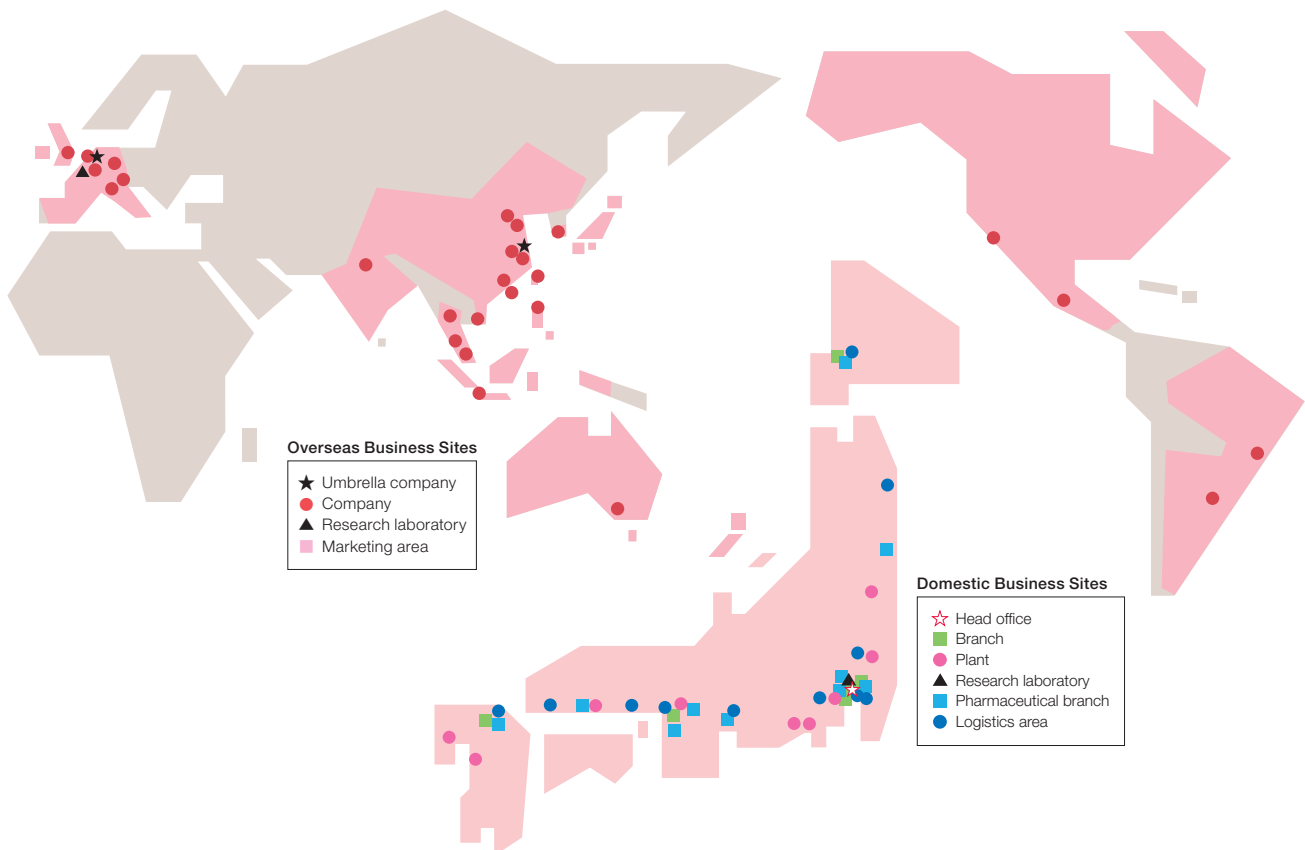 Overseas Business Sites
Umbrella company
Company
Research laboratory
Marketing area
Domestic Business Sites
Head office
Branch
Plant
Research laboratory
Pharmaceutical branch
Logistics area